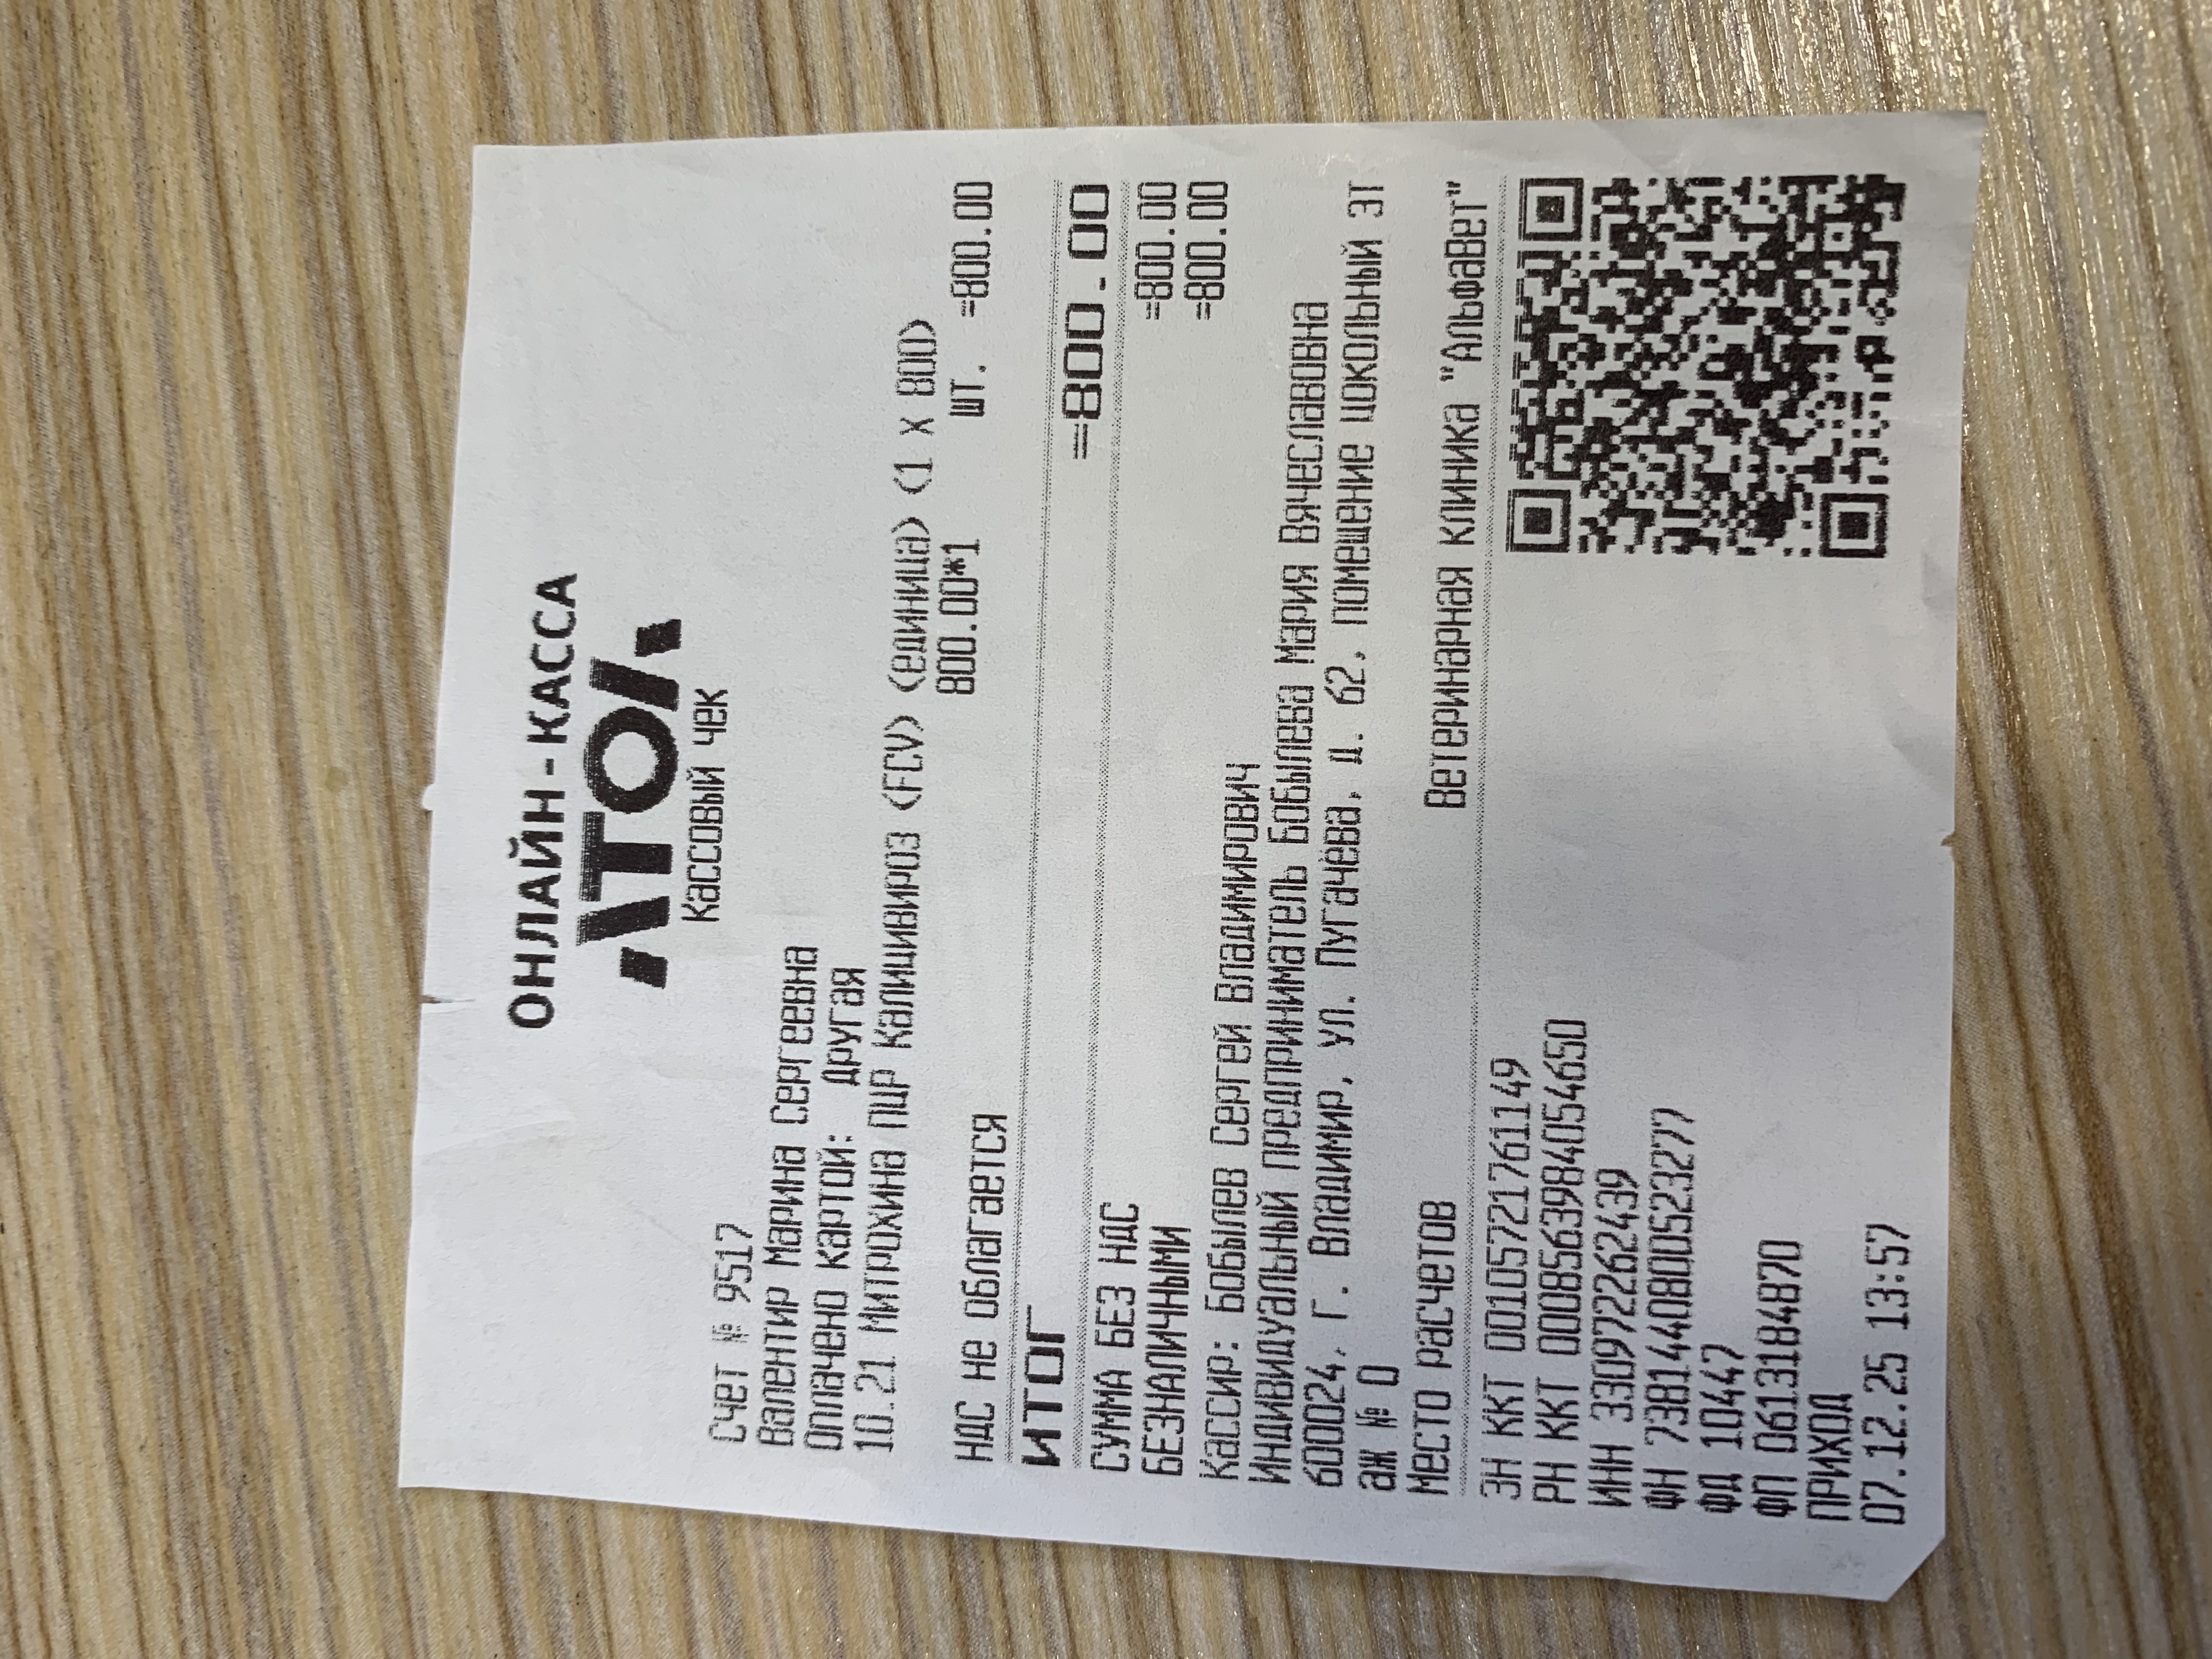 ОНЛАЙН-КАССА
АТОЛ
Кассовый чек
Счет № 9517
Валентир Марина Сергеевна
Оплачено картой: другая
10.21 Митрохина ПЦР Калицивироз (FCV) (единица) (1 x 800)
800.00*1 шт. =800.00
НДС не облагается
ИТОГ =800.00
СУММА БЕЗ НДС =800.00
БЕЗНАЛИЧНЫМИ =800.00
Кассир: Бобылев Сергей Владимирович
ИНДИВИДУАЛЬНЫЙ ПРЕДПРИНИМАТЕЛЬ Бобылева Мария Вячеславовна
600024, Г. Владимир, УЛ. Пугачёва, Д. 62, ПОМЕЩЕНИЕ ЦОКОЛЬНЫЙ ЭТ
аж № 0
Место расчетов Ветеринарная клиника "АльфаВет"
ЗН ККТ 00105721761149
РН ККТ 0008563984054650
ИНН 330972262439
ФН 7381440800523277
ФД 10447
ФП 0613184870
ПРИХОД
07.12.25 13:57